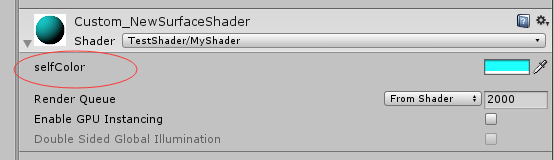 Custom_NewSurfaceShader
Shader TestShader/MyShader
selfColor
Render Queue From Shader 2000
Enable GPU Instancing
Double Sided Global Illumination